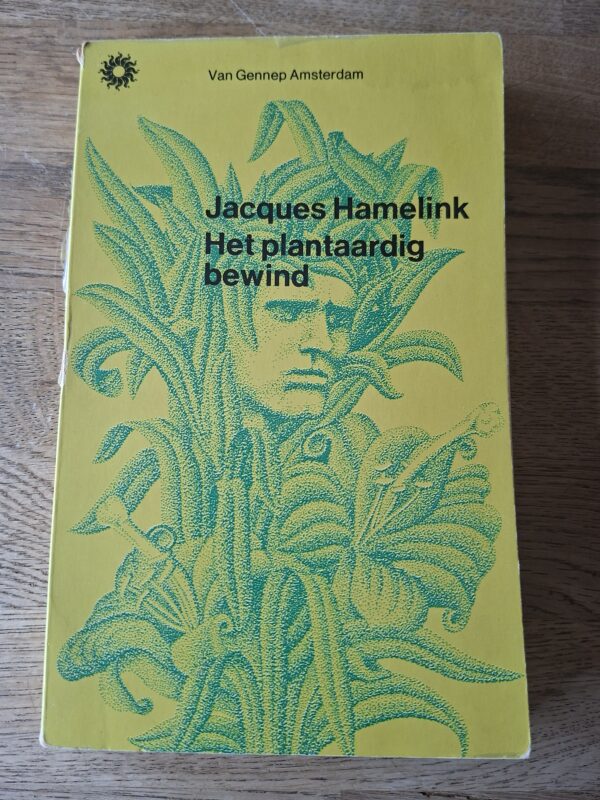 Van Gennep Amsterdam
Jacques Hamelink
Het plantaardig
bewind